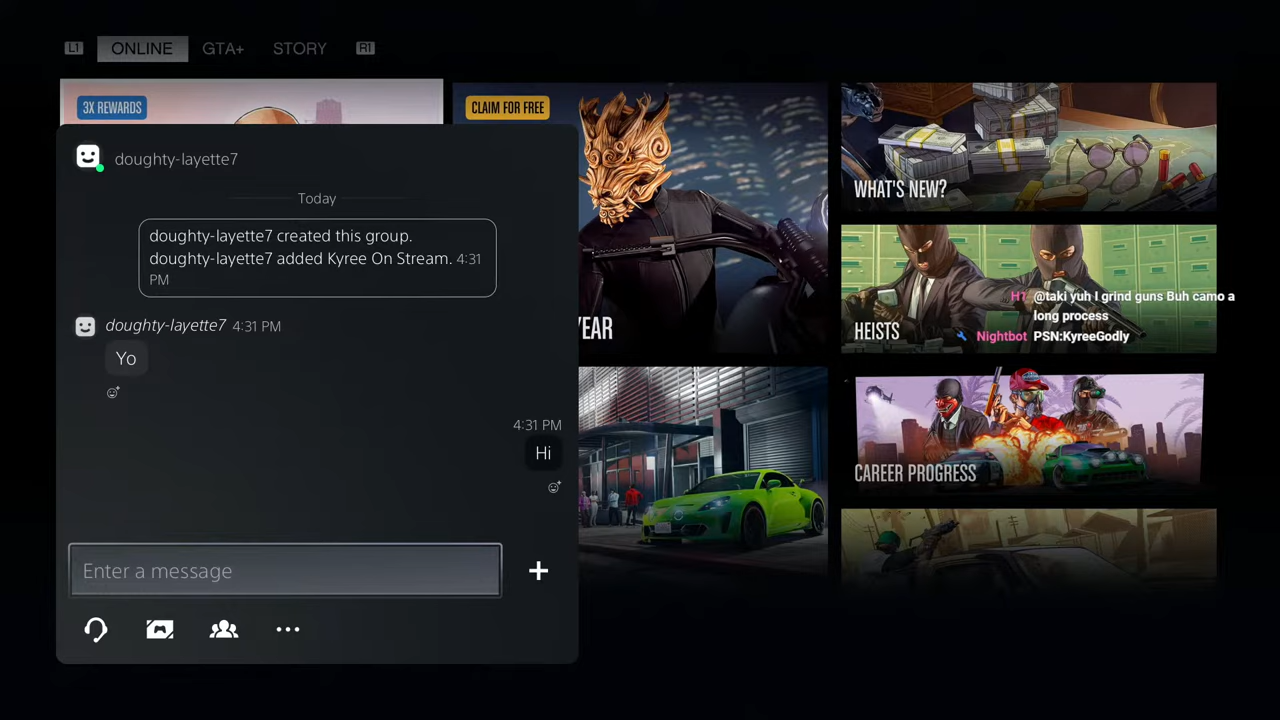 L1 ONLINE GTA+ STORY R1
3X REWARDS
CLAIM FOR FREE
doughty-layette7
Today
doughty-layette7 created this group.
doughty-layette7 added Kyree On Stream. 4:31
PM
doughty-layette7 4:31 PM
Yo
4:31 PM
Hi
Enter a message
YEAR
WHAT'S NEW?
HEISTS
H1 @taki yuh I grind guns Buh camo a
long process
Nightbot PSN:KyreeGodly
CAREER PROGRESS